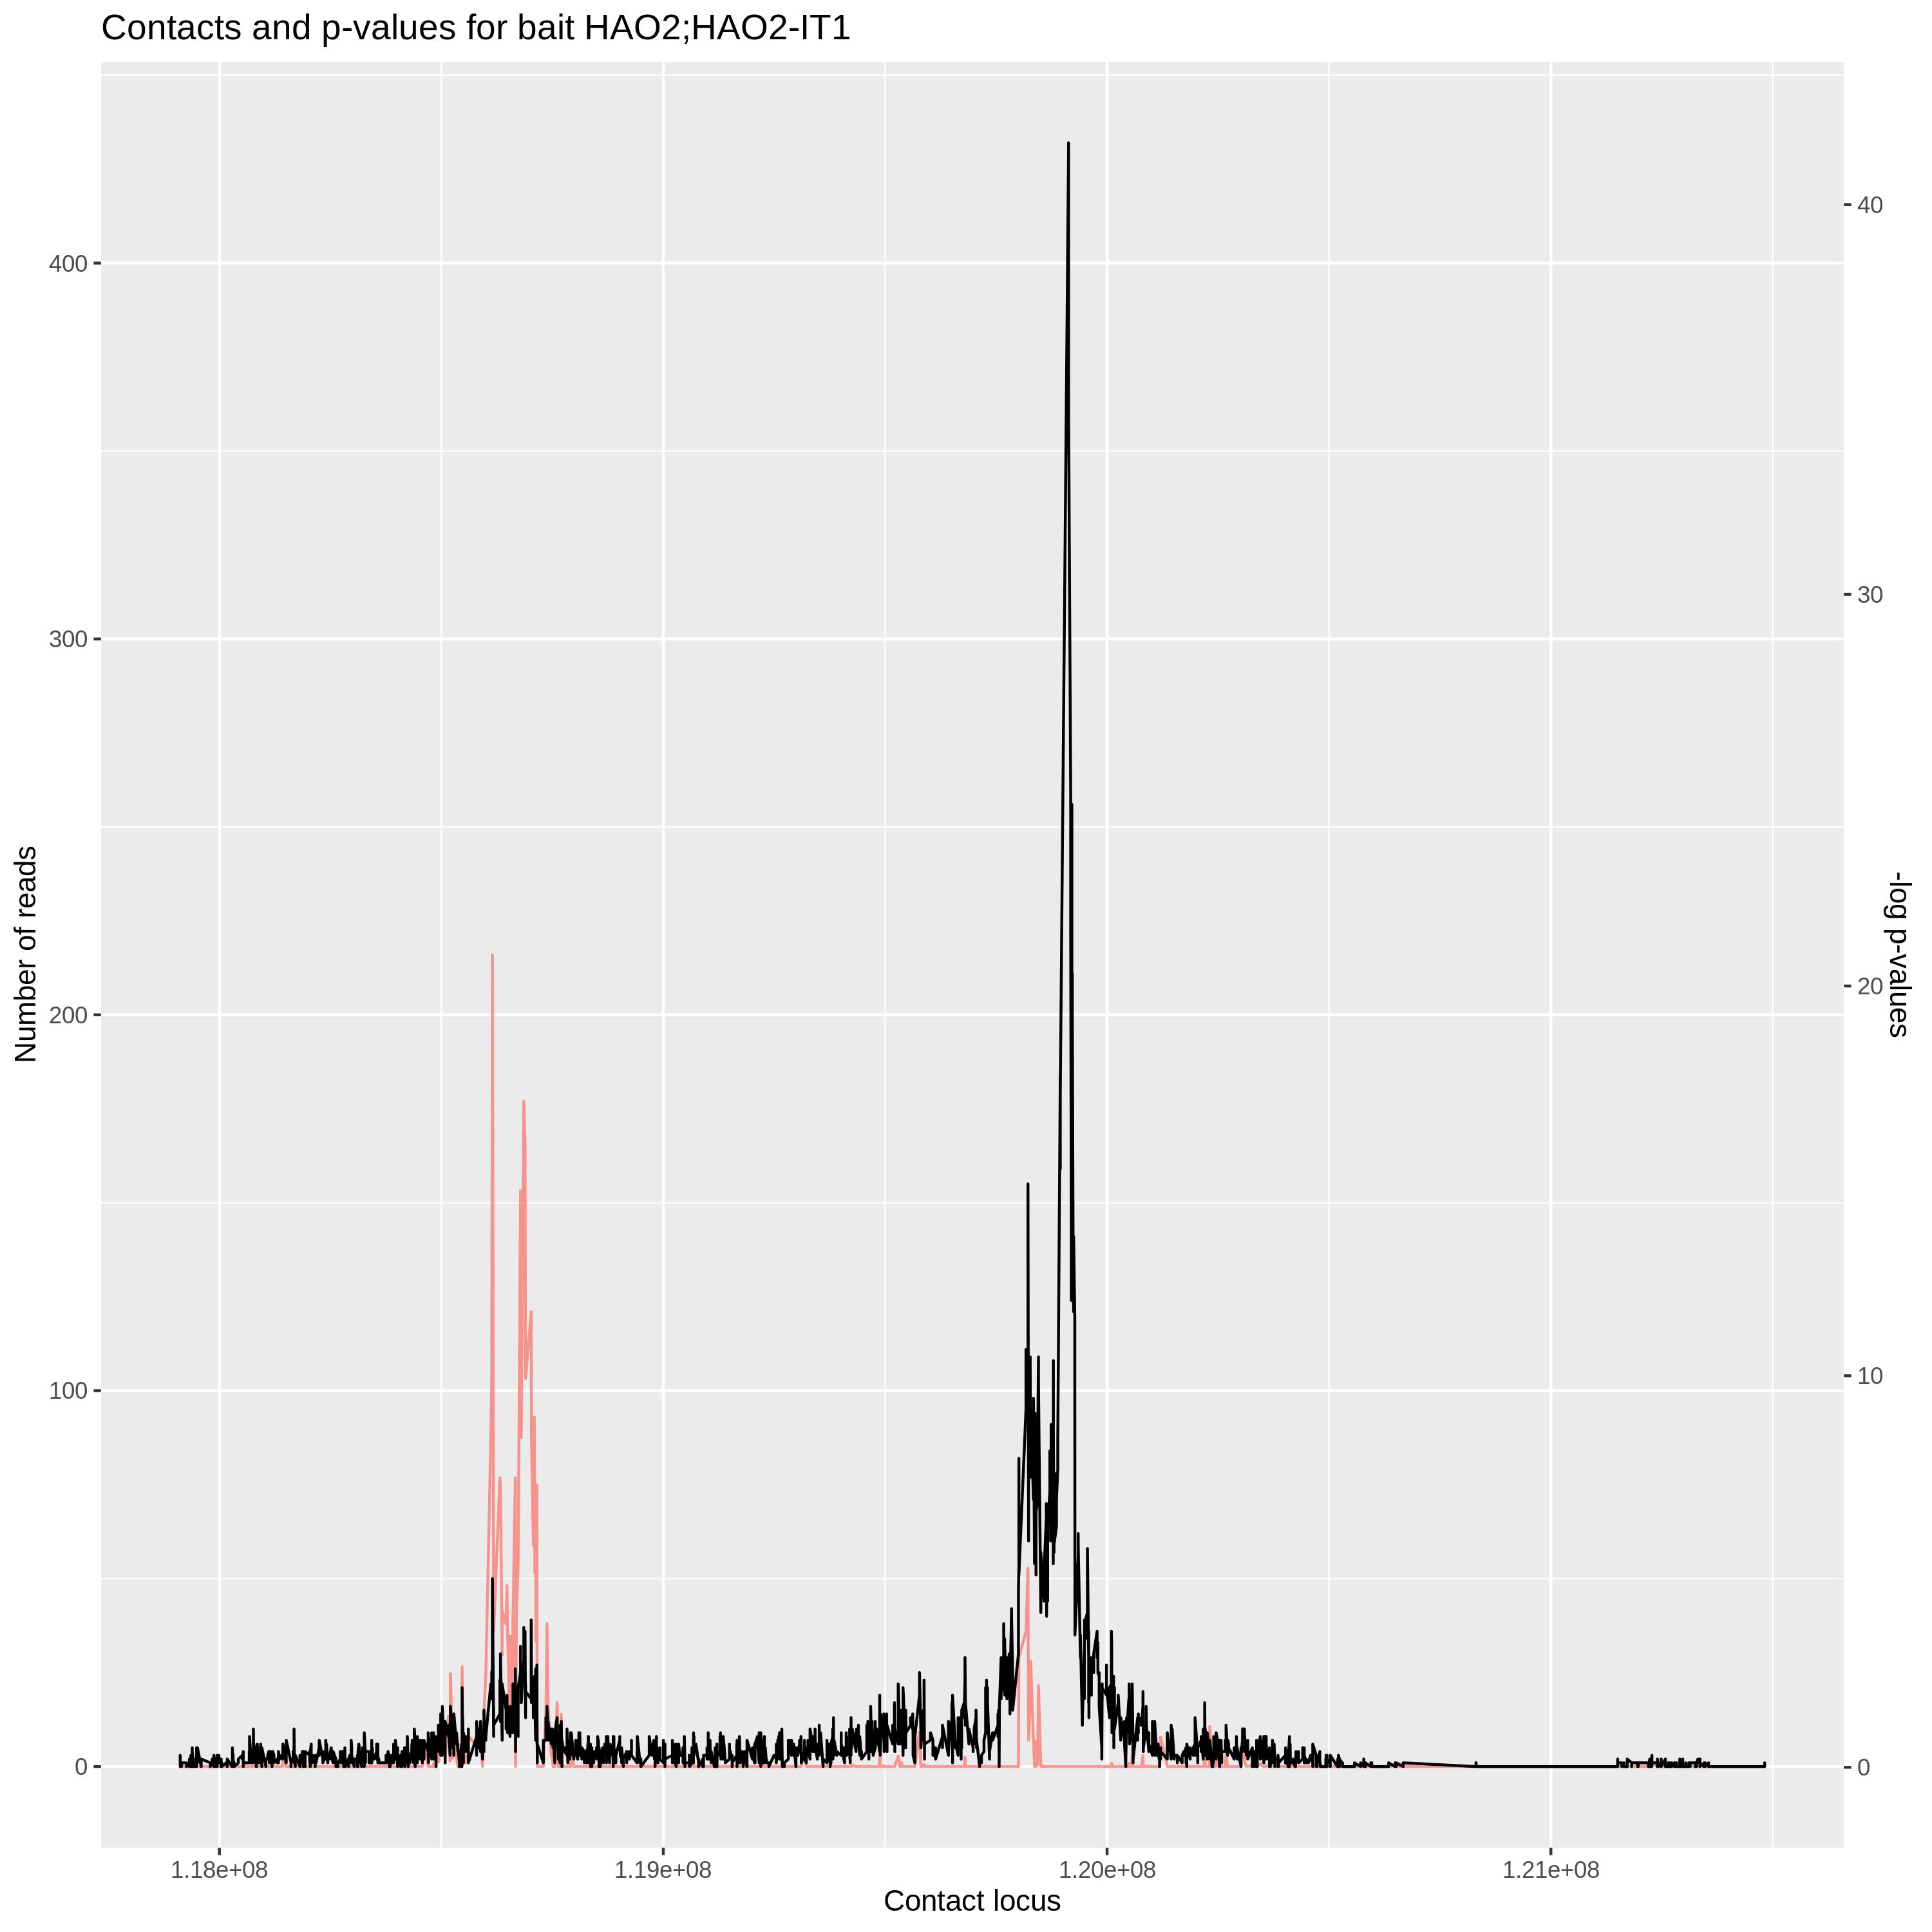 Contacts and p-values for bait HAO2;HAO2-IT1
400
300
200
100
0
Number of reads
40
30
20
10
0
-log p-values
1.18e+08
1.19e+08
1.20e+08
1.21e+08
Contact locus